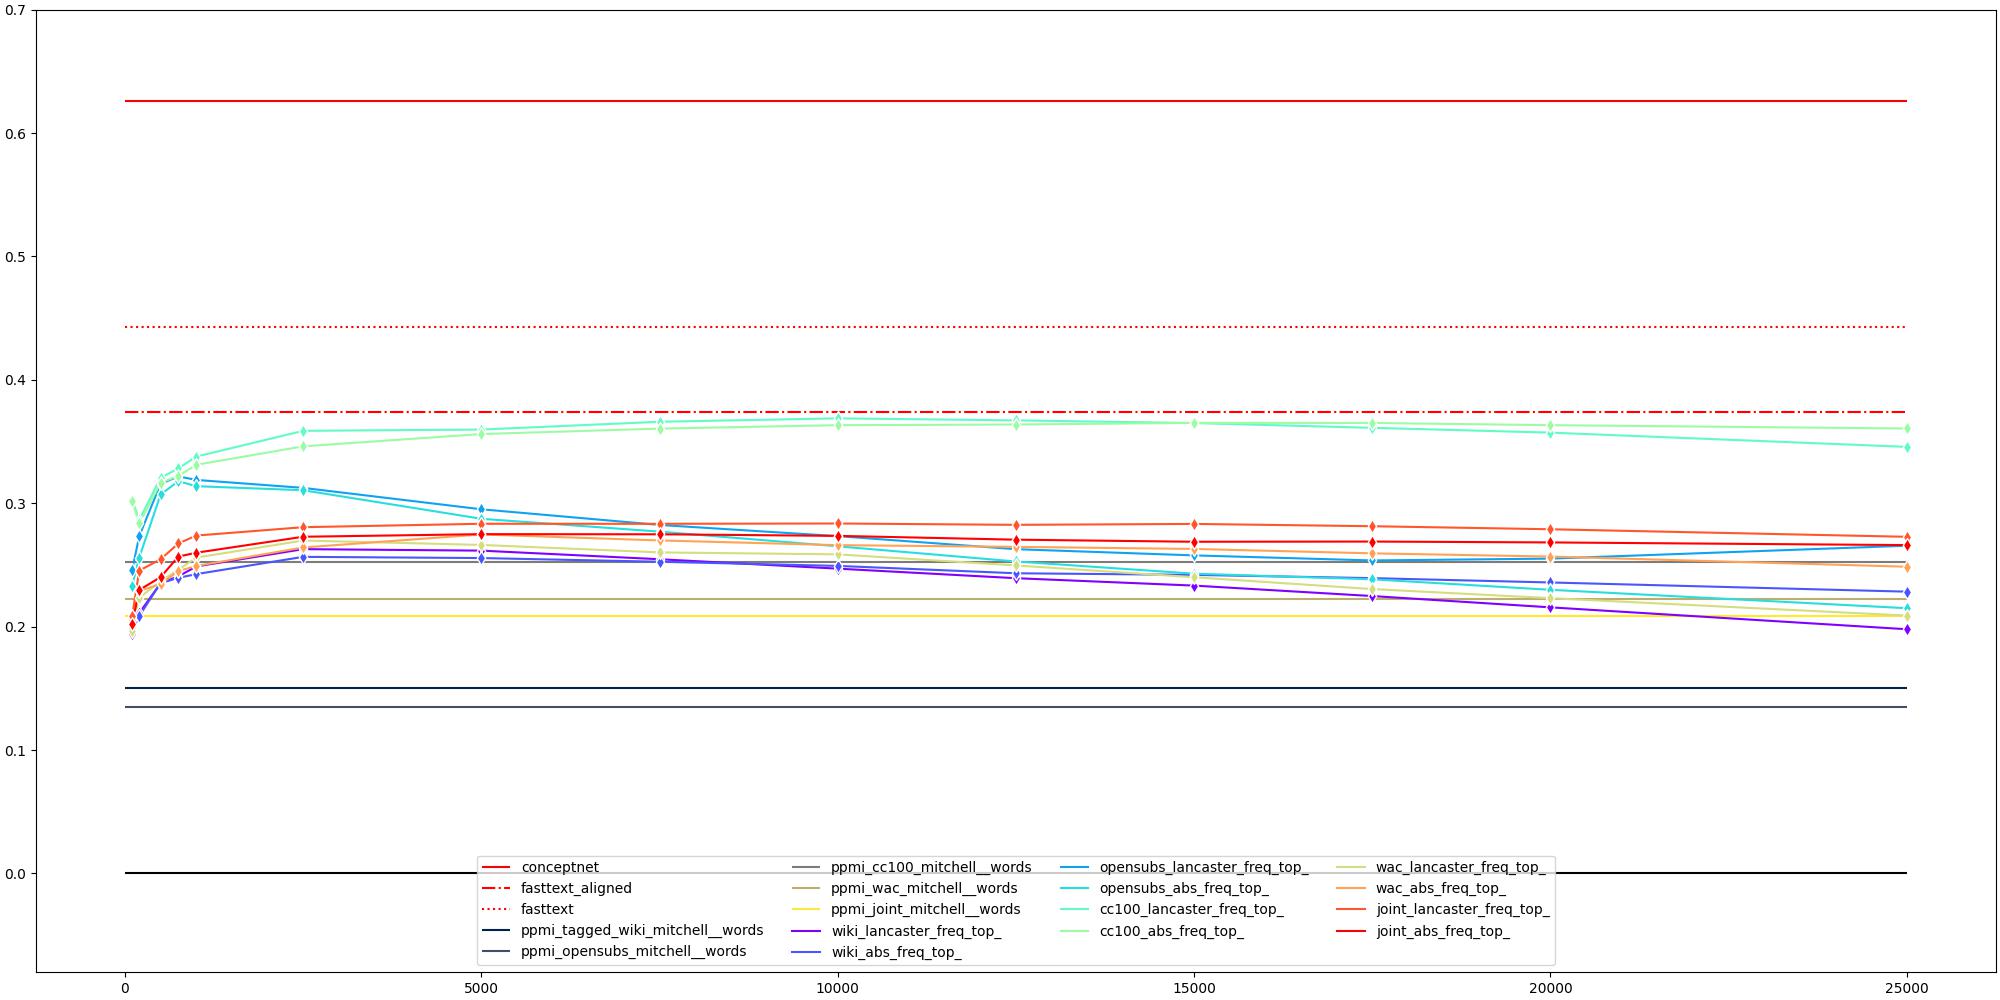 0.7
0.6
0.5
0.4
0.3
0.2
0.1
0.0
conceptnet
fasttext_aligned
fasttext
ppmi_tagged_wiki_mitchell__words
ppmi_opensubs_mitchell__words
ppmi_cc100_mitchell__words
ppmi_wac_mitchell__words
ppmi_joint_mitchell__words
wiki_lancaster_freq_top_
wiki_abs_freq_top_
opensubs_lancaster_freq_top_
opensubs_abs_freq_top_
cc100_lancaster_freq_top_
cc100_abs_freq_top_
wac_lancaster_freq_top_
wac_abs_freq_top_
joint_lancaster_freq_top_
joint_abs_freq_top_
0 5000 10000 15000 20000 25000